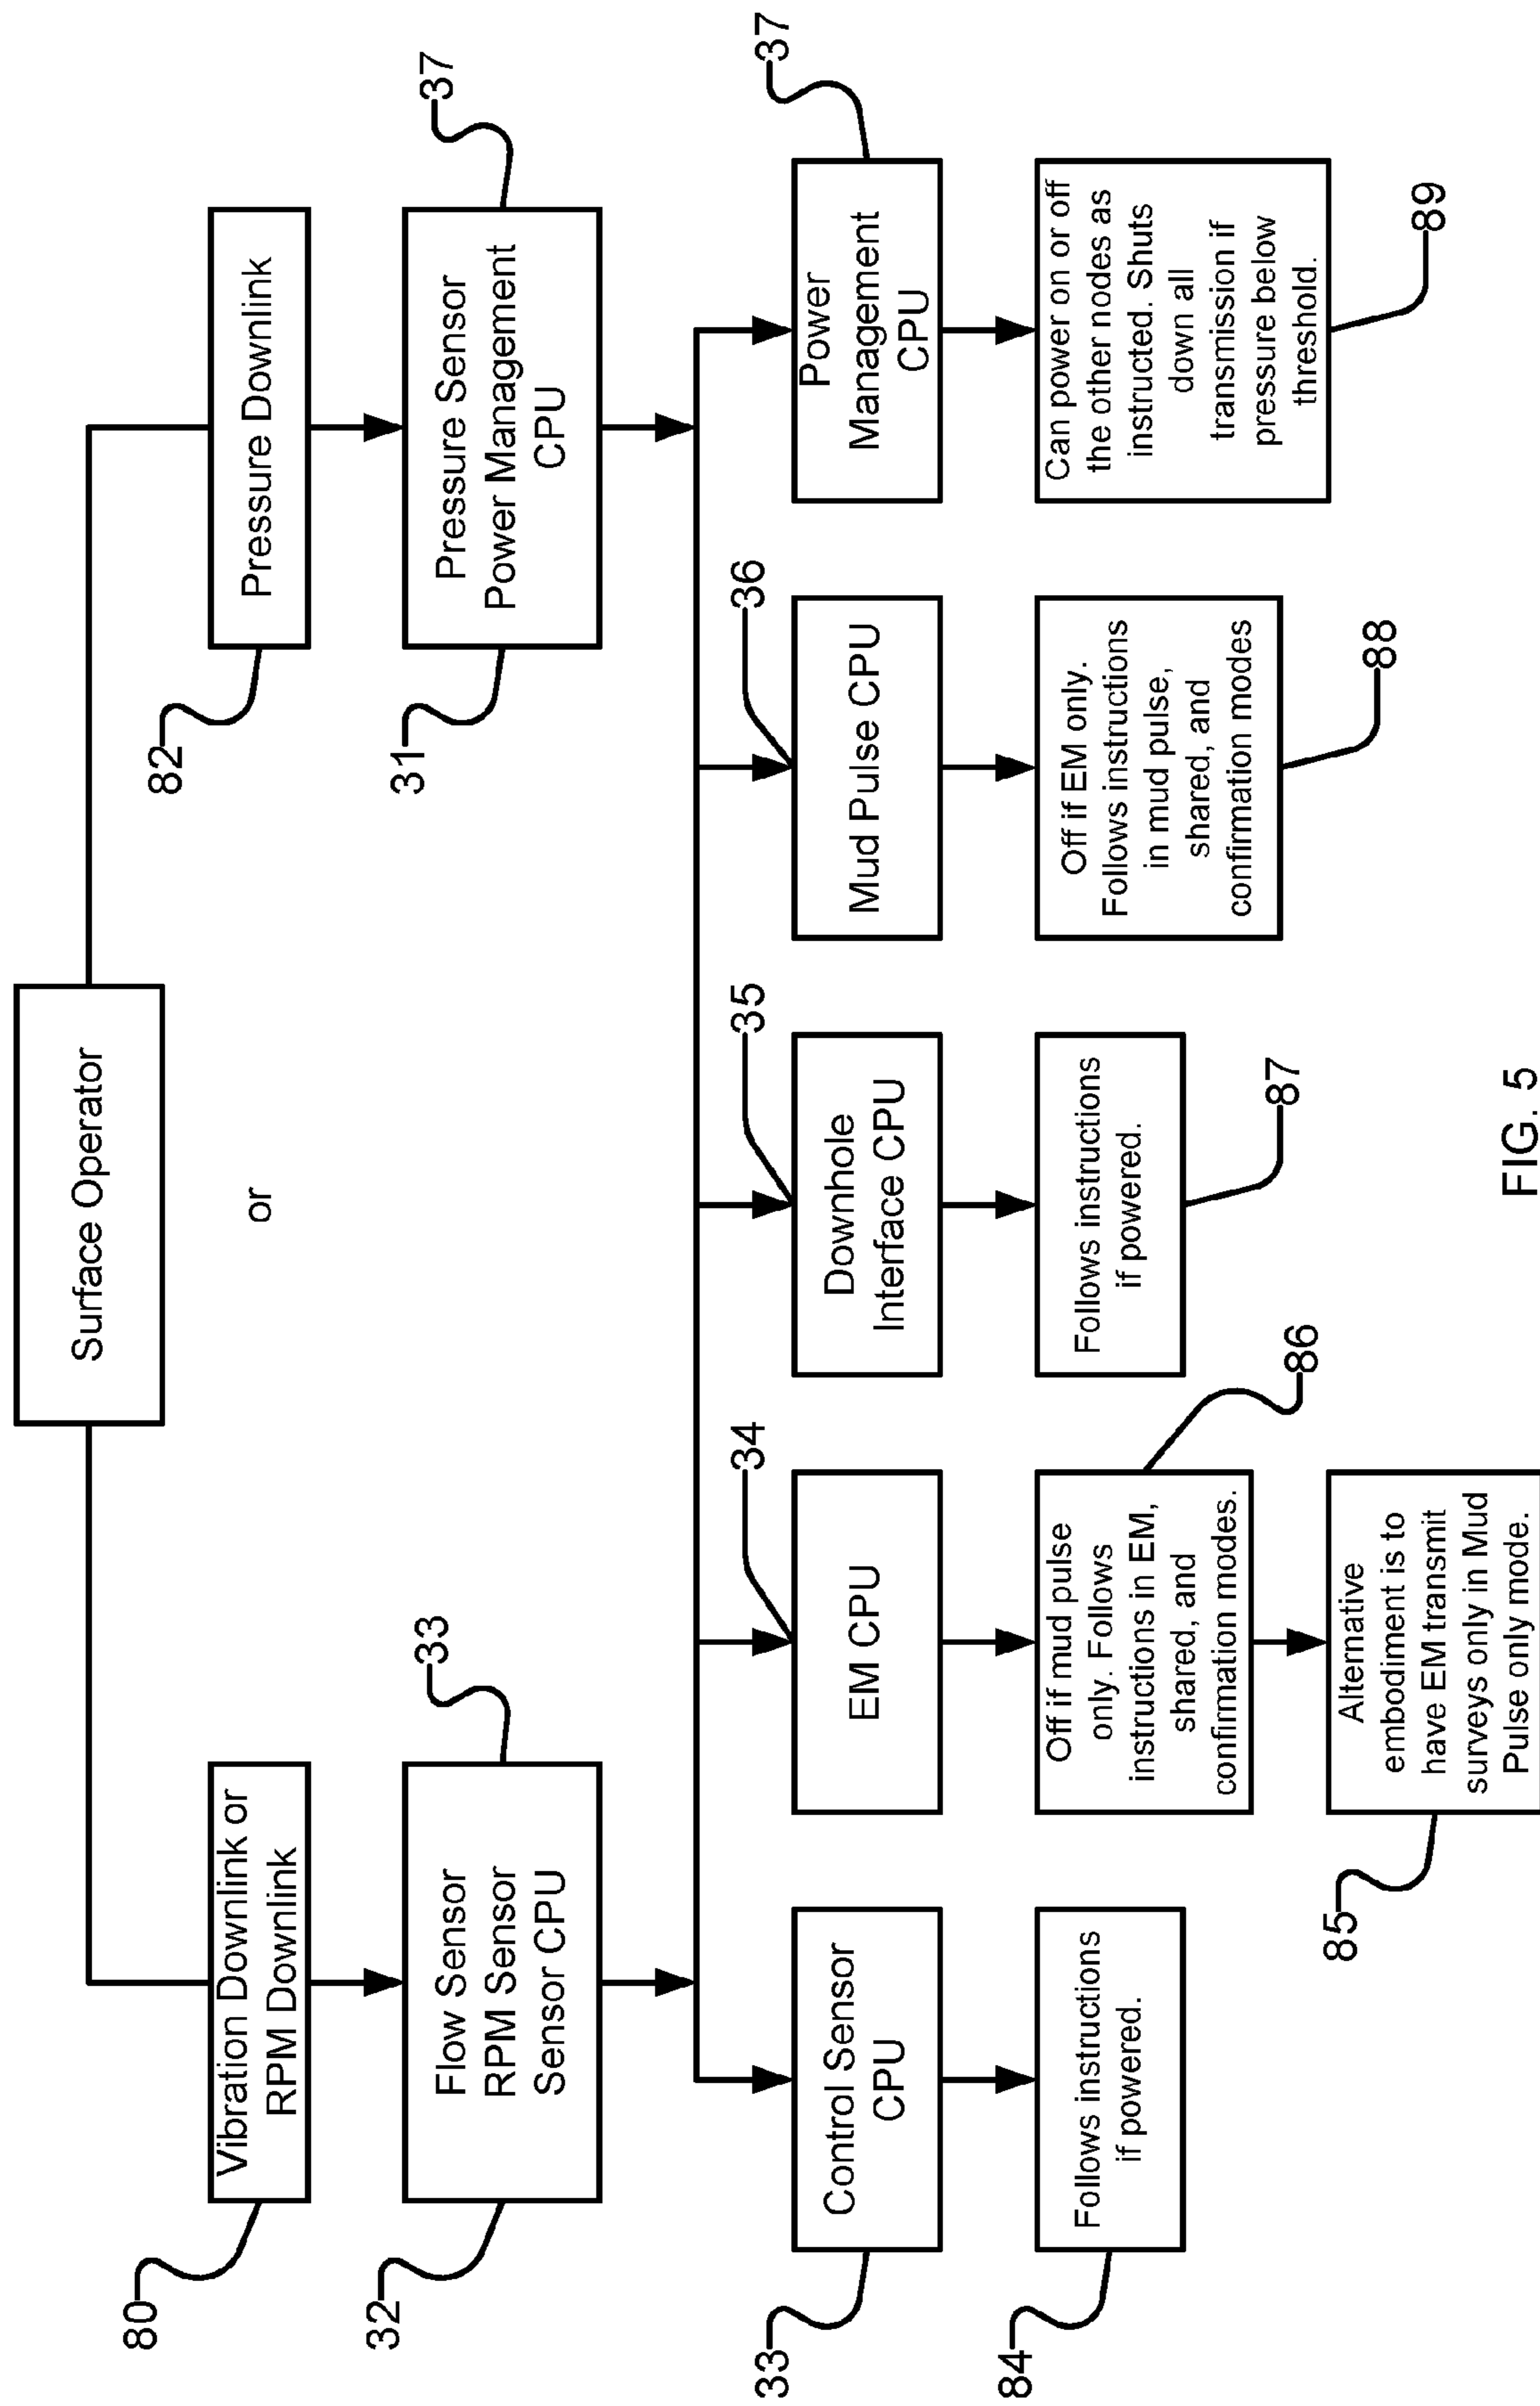 Surface Operator
or
80
Vibration Downlink or
RPM Downlink
82
Pressure Downlink
32
Flow Sensor
RPM Sensor
Sensor CPU
33
31
Pressure Sensor
Power Management
CPU
37
33
Control Sensor
CPU
34
EM CPU
35
Downhole
Interface CPU
36
Mud Pulse CPU
37
Power
Management
CPU
84
Follows instructions
if powered.
Off if mud pulse
only. Follows
instructions in EM,
shared, and
confirmation modes.
86
Follows instructions
if powered.
87
Off if EM only.
Follows instructions
in mud pulse,
shared, and
confirmation modes
88
Can power on or off
the other nodes as
instructed. Shuts
down all
transmission if
pressure below
threshold.
89
85
Alternative
embodiment is to
have EM transmit
surveys only in Mud
Pulse only mode.
FIG. 5